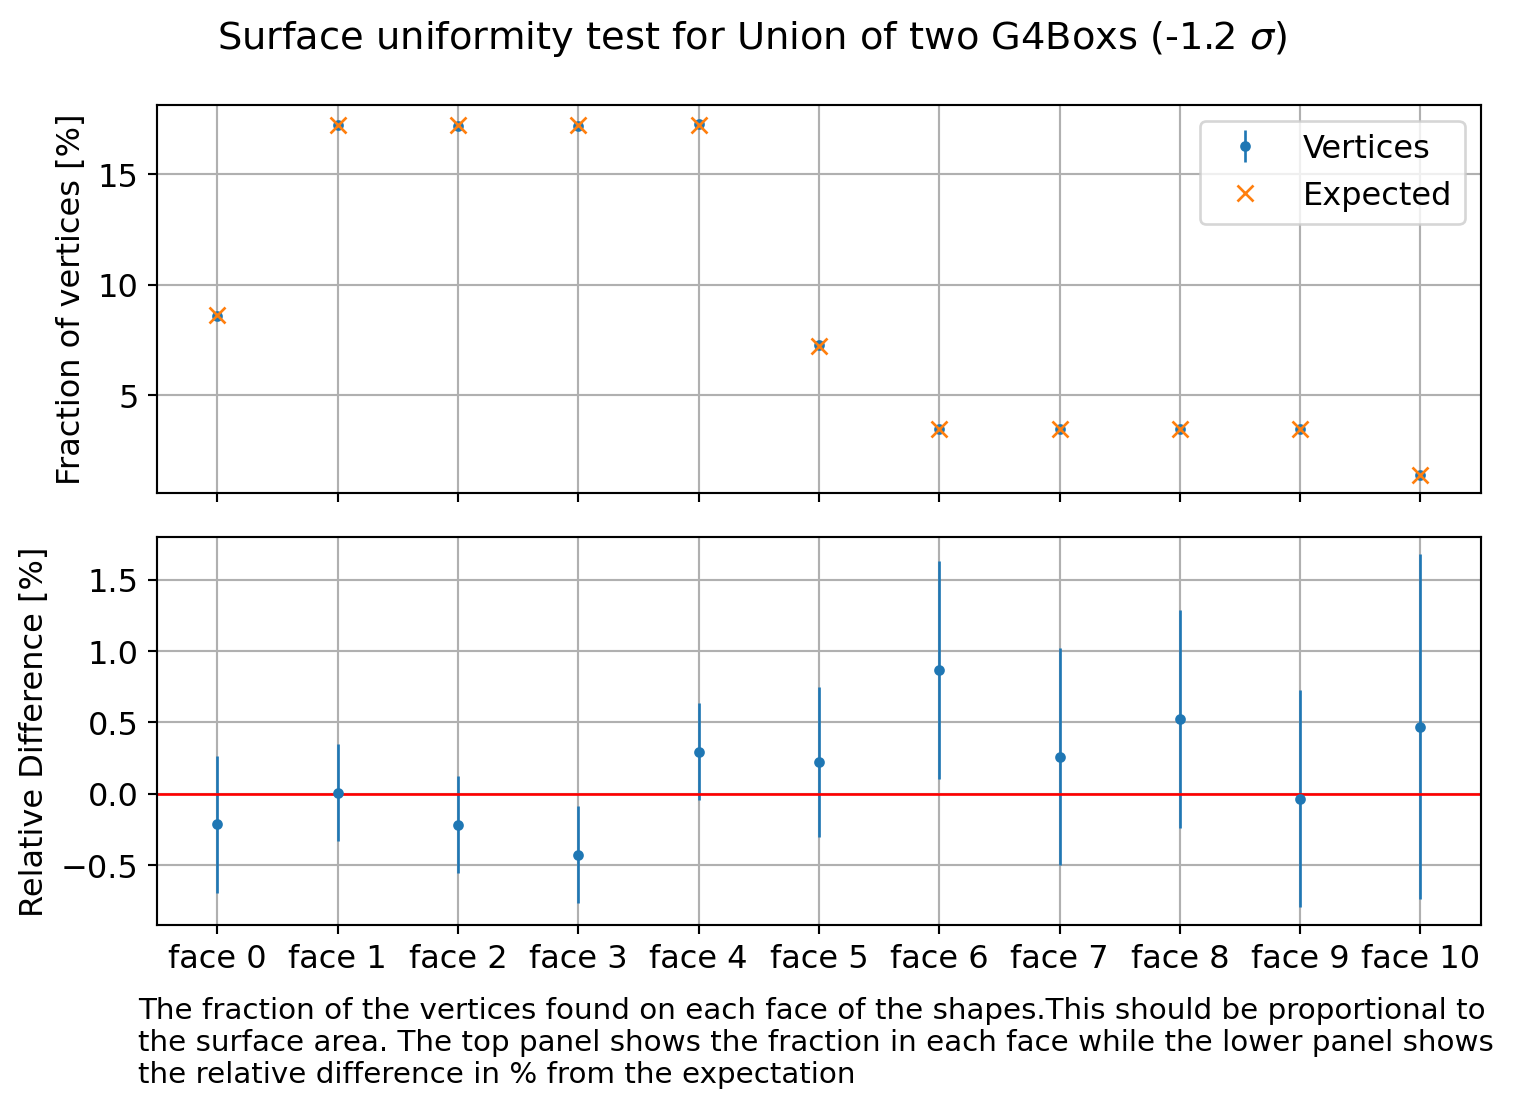 Surface uniformity test for Union of two G4Boxs (-1.2 σ)
Fraction of vertices [%]
15
10
5
Vertices
Expected
Relative Difference [%]
1.5
1.0
0.5
0.0
−0.5
face 0 face 1 face 2 face 3 face 4 face 5 face 6 face 7 face 8 face 9 face 10
The fraction of the vertices found on each face of the shapes.This should be proportional to
the surface area. The top panel shows the fraction in each face while the lower panel shows
the relative difference in % from the expectation